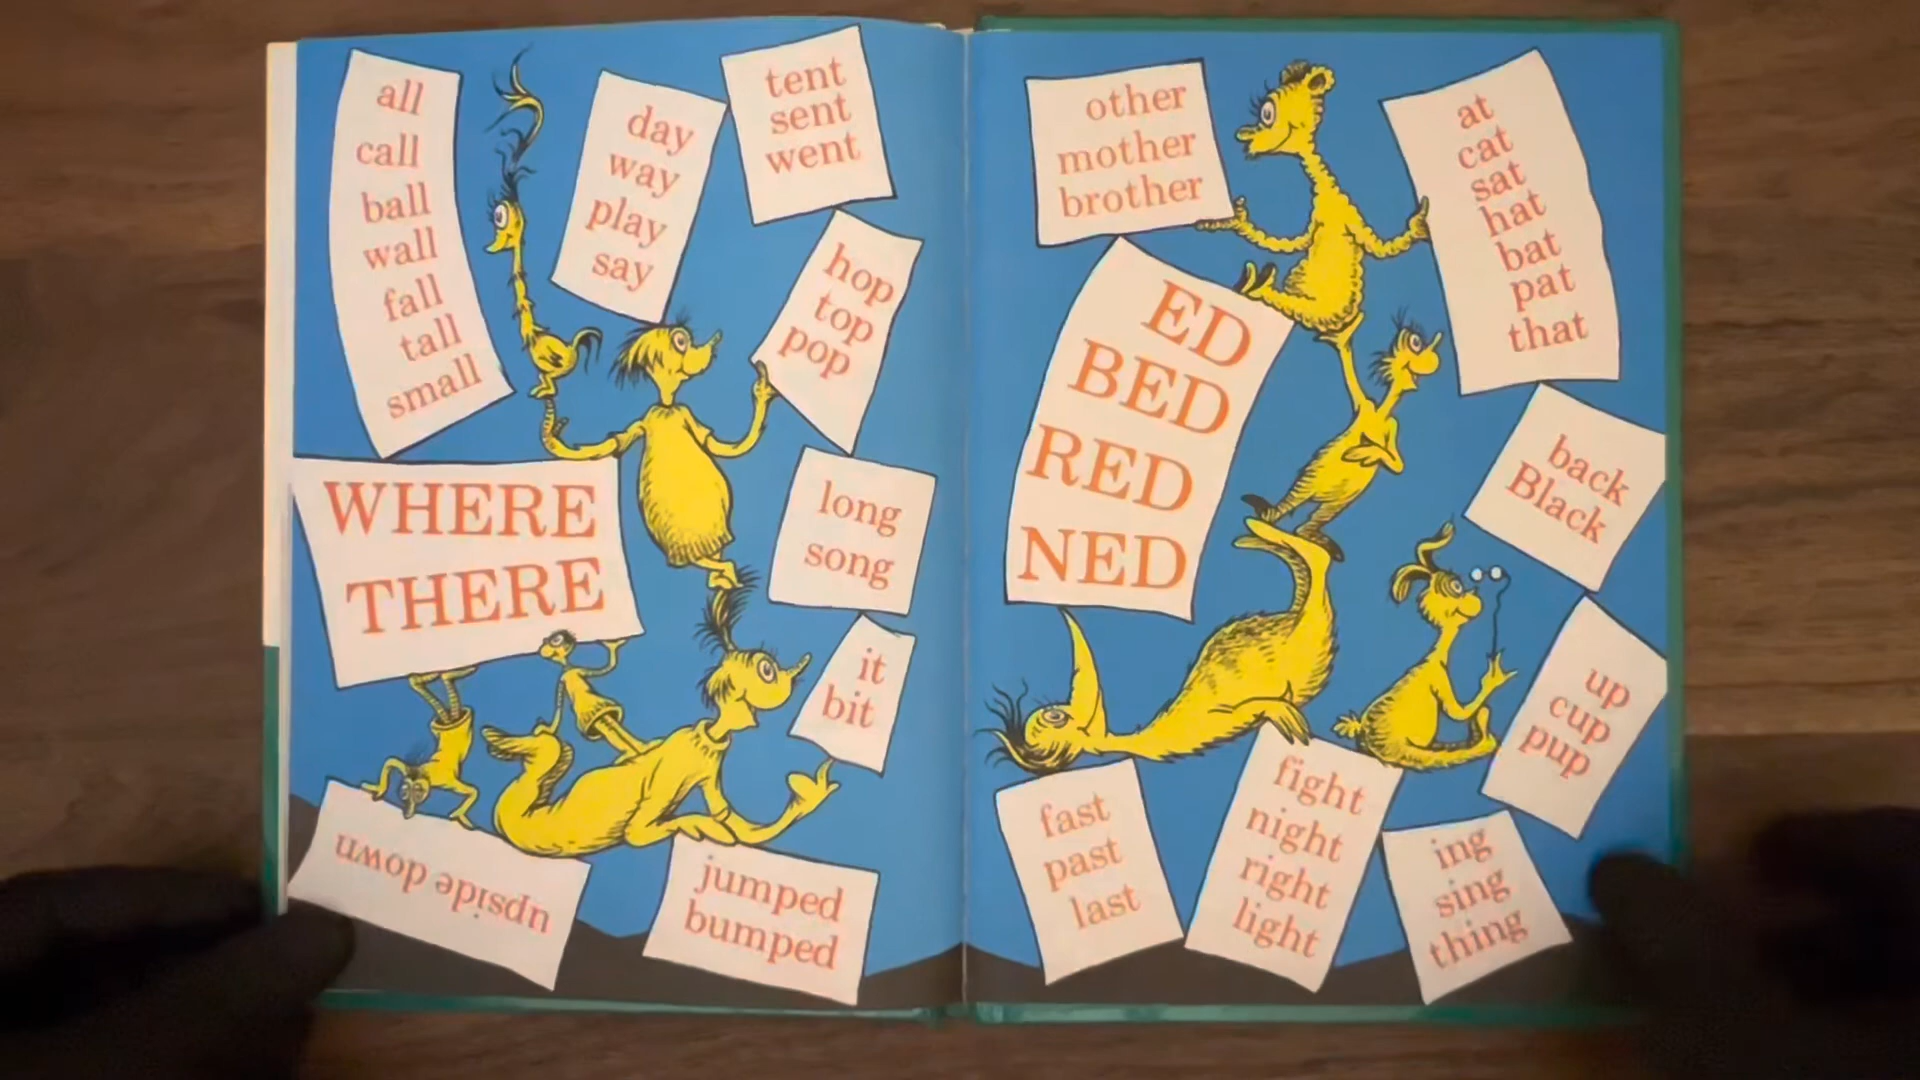 all
call
ball
wall
fall
tall
small
day
way
play
say
tent
sent
went
hop
top
pop
WHERE
THERE
long
song
it
bit
upside down
jumped
bumped
other
mother
brother
at
cat
sat
hat
bat
pat
that
ED
BED
RED
NED
back
Black
up
cup
pup
fast
past
last
fight
night
right
light
ing
sing
thing